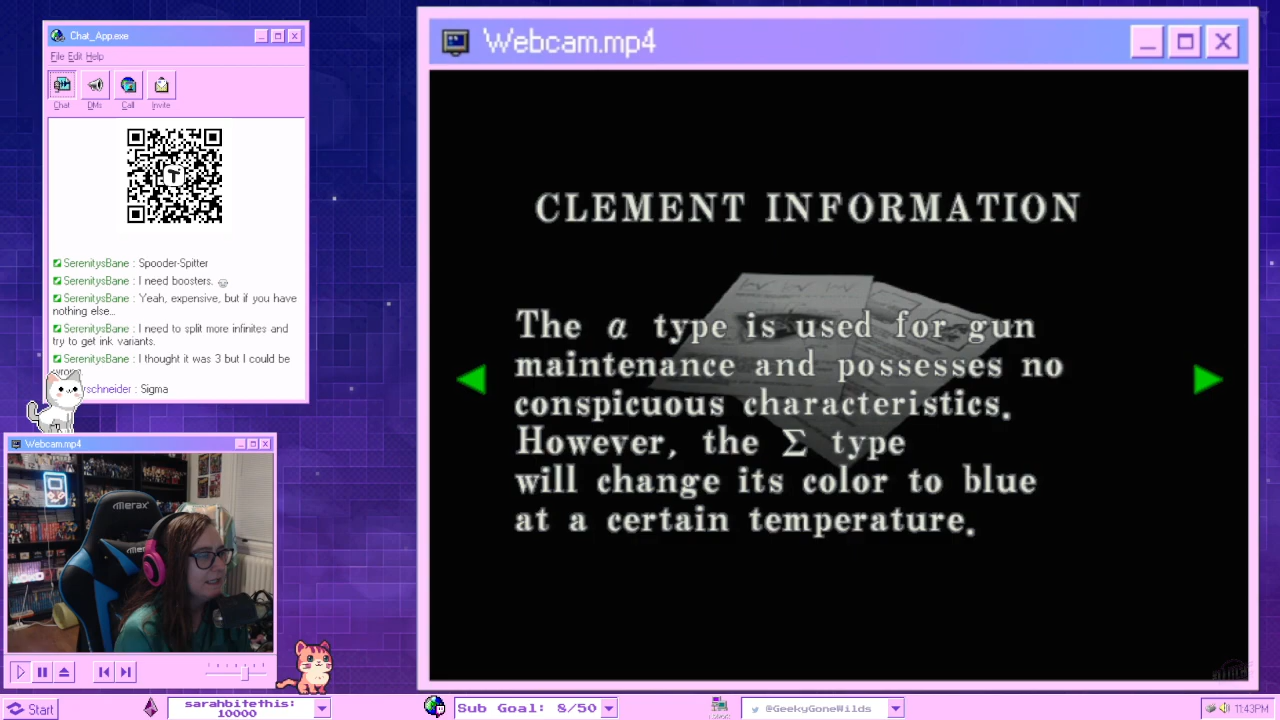 Chat_App.exe
File Edit Help
Chat
DMs
Call
Invite
SerenitysBane : Spooder-Spitter
SerenitysBane : I need boosters.
SerenitysBane : Yeah, expensive, but if you have
nothing else...
SerenitysBane : I need to split more infinites and
try to get ink variants.
SerenitysBane : I thought it was 3 but I could be
schneider : Sigma
Webcam.mp4
CLEMENT INFORMATION
The α type is used for gun
maintenance and possesses no
conspicuous characteristics.
However, the Σ type
will change its color to blue
at a certain temperature.
Webcam.mp4
Start
sarahbitethis:
10000
Sub Goal: 8/50
@GeekyGoneWilds
11:43PM